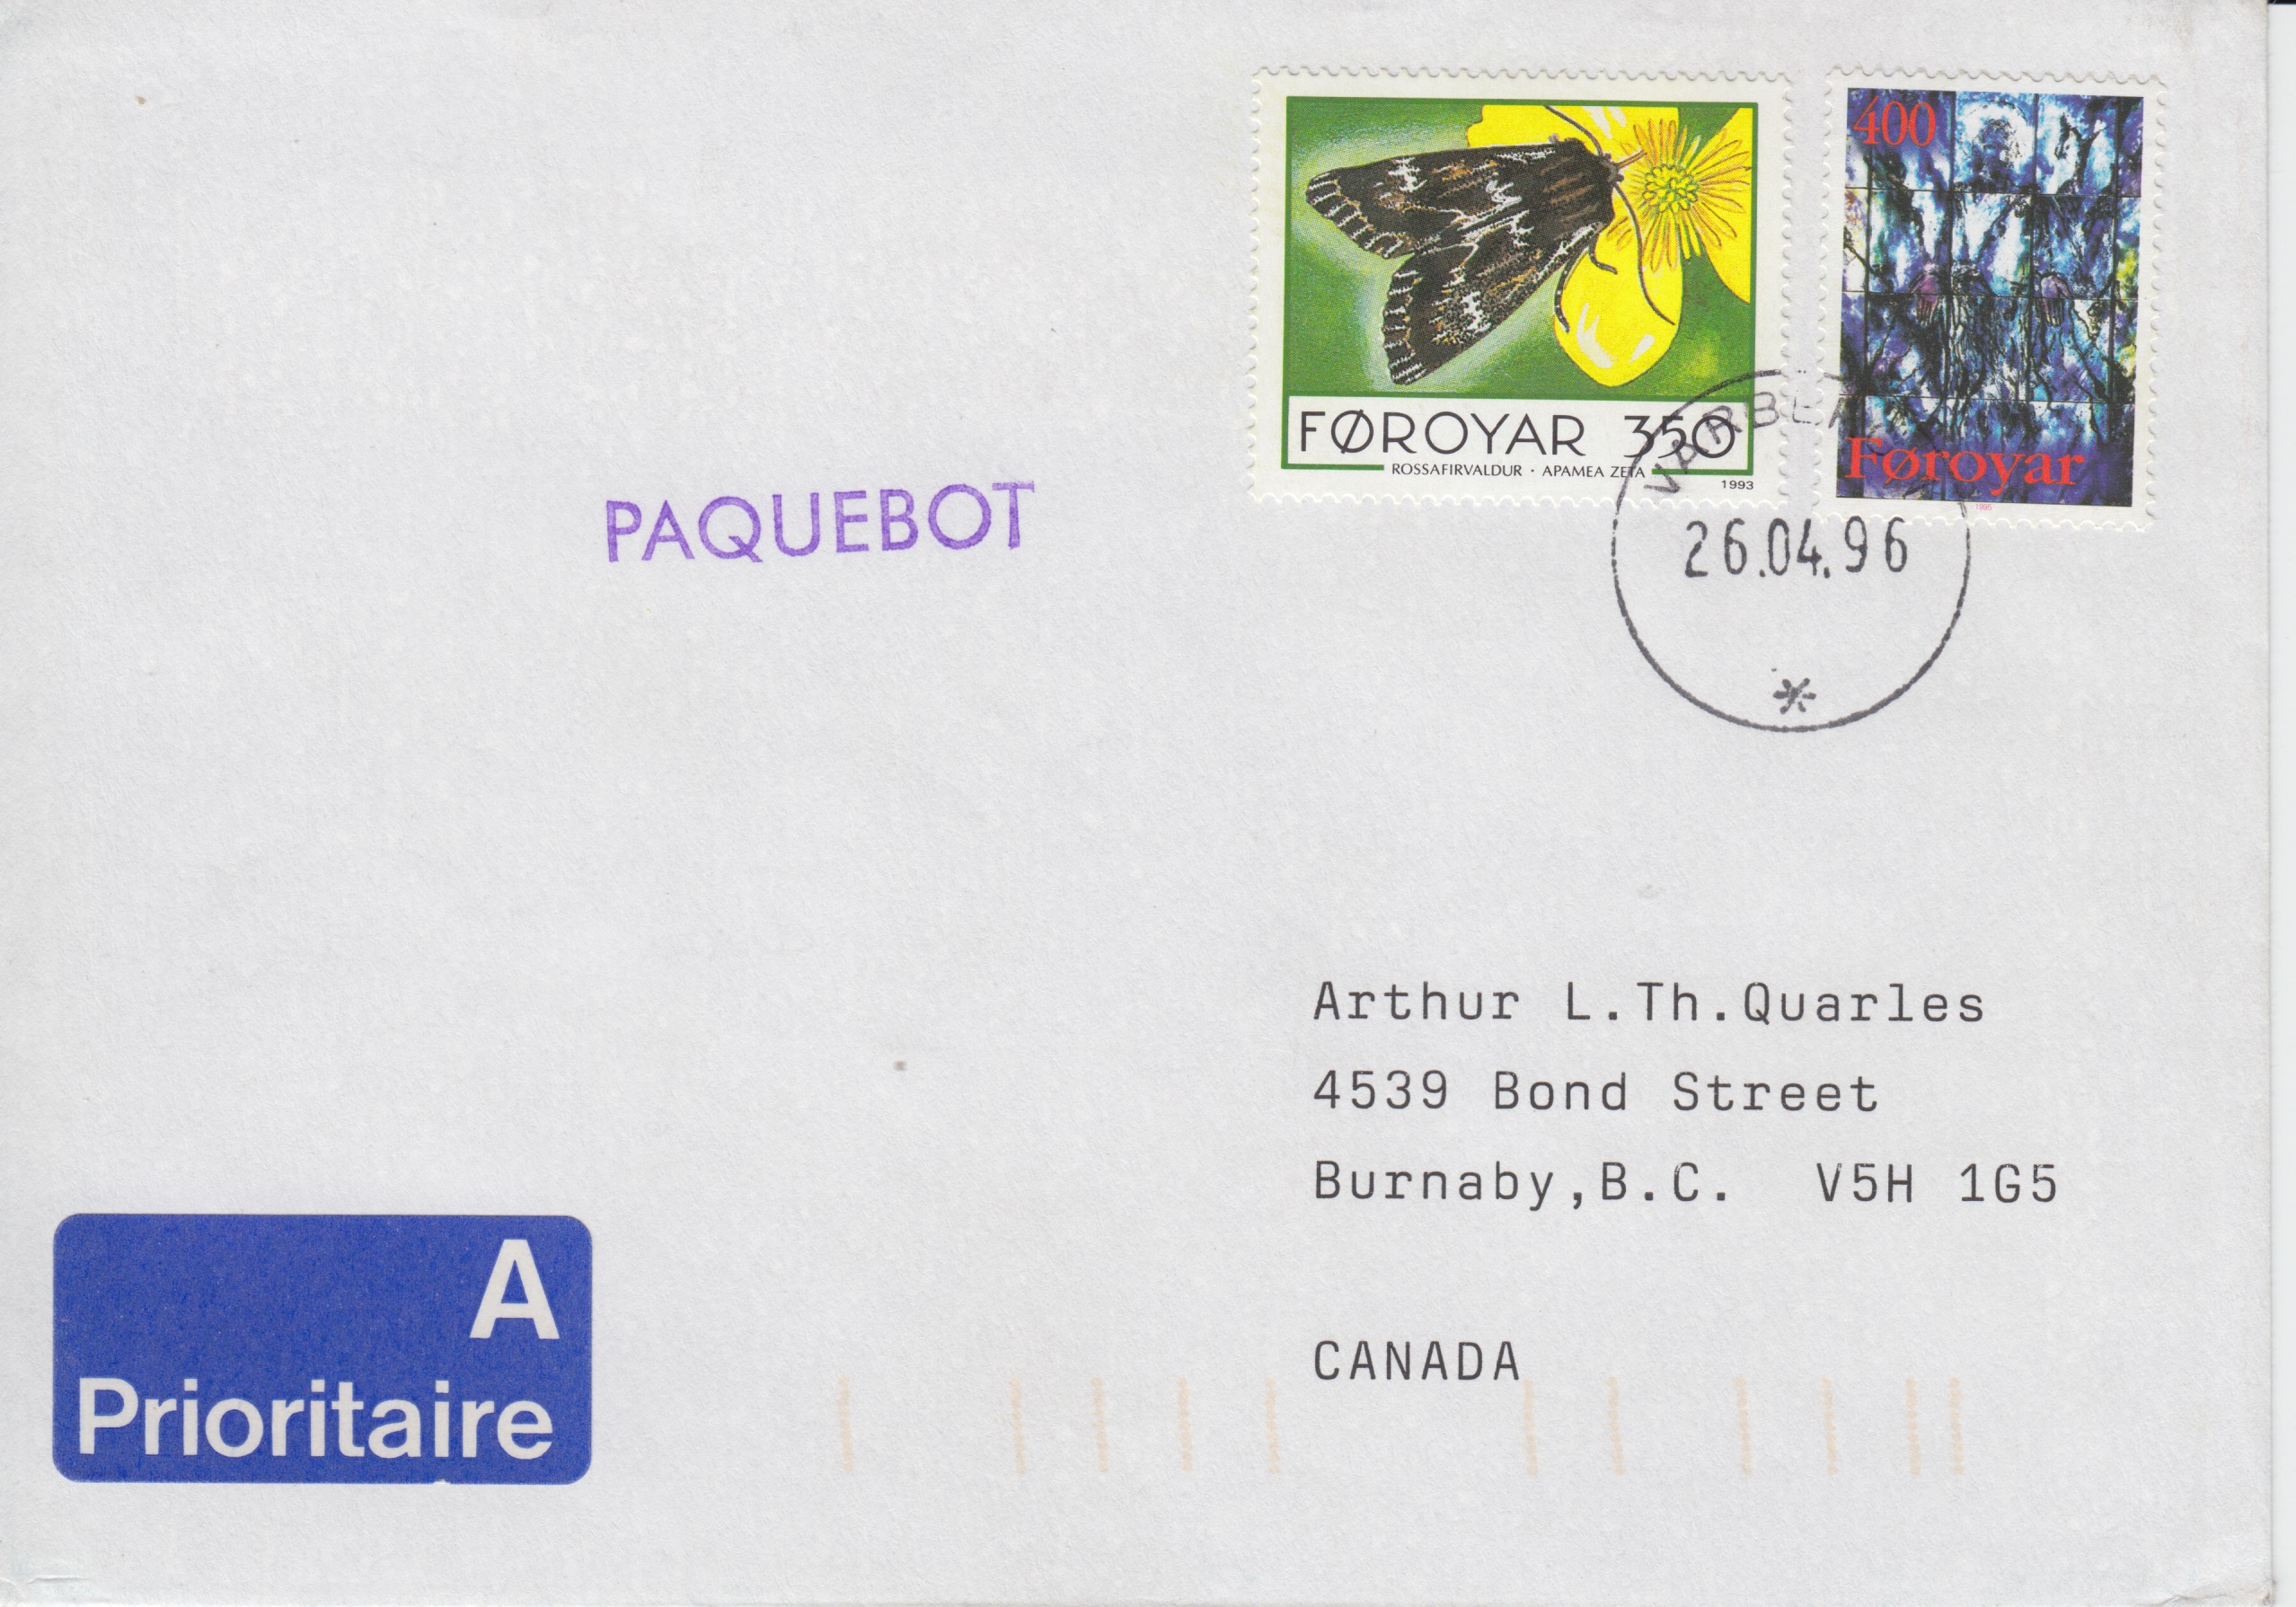 400
FØROYAR 350
ROSSAFIRVALDUR · APAMEA ZETA
1993
Føroyar
1995
PAQUEBOT
26.04.96
Arthur L.Th.Quarles
4539 Bond Street
Burnaby,B.C. V5H 1G5
CANADA
A
Prioritaire